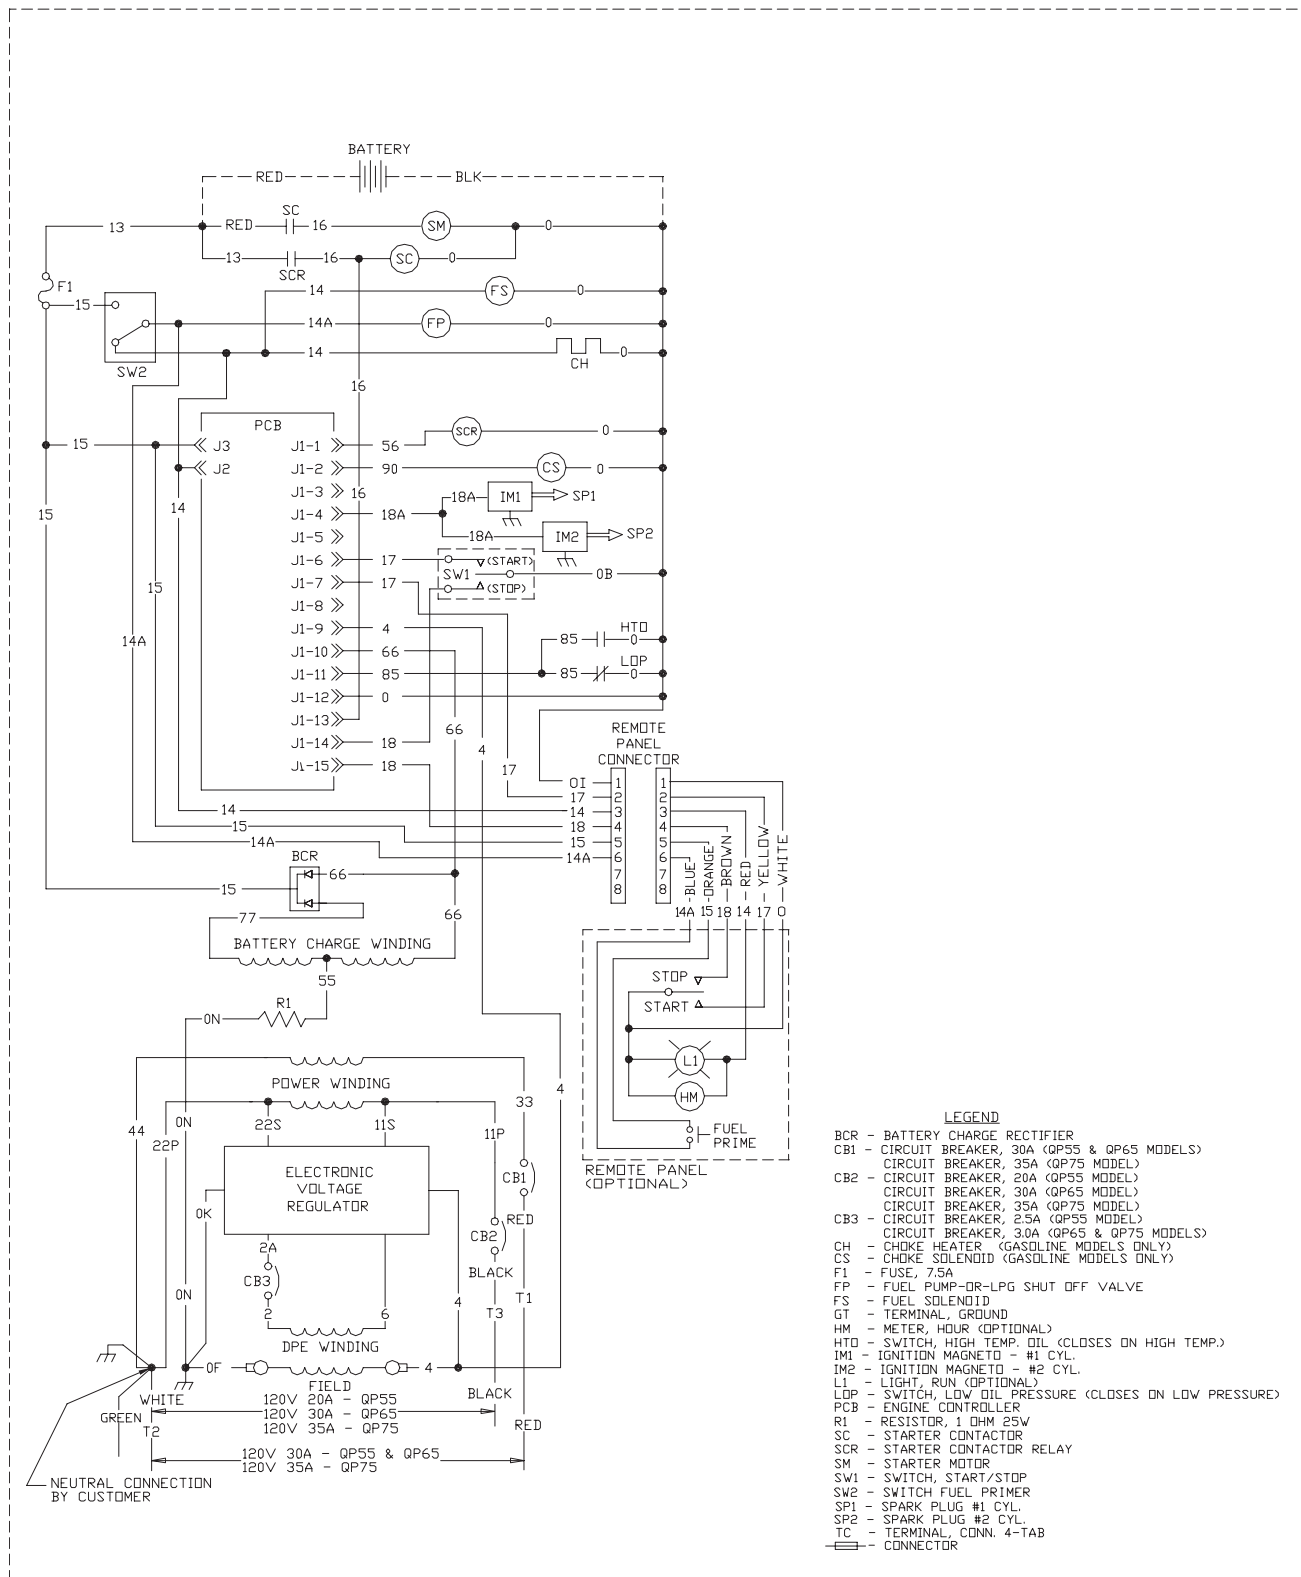 BATTERY
RED
BLK
13
RED
SC
16
SM
0
13
SCR
16
SC
0
F1
14
FS
0
15
14A
FP
0
14
CH
0
SW2
16
PCB
15
J3
J2
J1-1
56
SCR
0
J1-2
90
CS
0
J1-3
16
18A
IM1
SP1
14
15
J1-4
18A
J1-5
18A
IM2
SP2
J1-6
17
SW1
(START)
0B
J1-7
17
(STOP)
15
J1-8
J1-9
4
85
HTO
0
14A
J1-10
66
J1-11
85
85
LOP
0
J1-12
0
J1-13
66
4
17
J1-14
18
J1-15
18
REMOTE
PANEL
CONNECTOR
OI
1
1
17
2
2
14
14
3
3
15
18
4
4
14A
15
5
5
14A
6
6
7
7
8
8
BLUE
ORANGE
BROWN
RED
YELLOW
WHITE
14A
15
18
14
17
0
BCR
66
15
77
66
BATTERY CHARGE WINDING
55
R1
0N
STOP
START
L1
HM
FUEL
PRIME
REMOTE PANEL
(OPTIONAL)
POWER WINDING
4
33
44
22P
0N
22S
11S
11P
ELECTRONIC
VOLTAGE
REGULATOR
CB1
0K
RED
CB2
2A
CB3
BLACK
0N
2
6
4
T3
T1
DPE WINDING
0F
4
FIELD
WHITE
GREEN
T2
BLACK
RED
120V 20A - QP55
120V 30A - QP65
120V 35A - QP75
120V 30A - QP55 & QP65
120V 35A - QP75
NEUTRAL CONNECTION
BY CUSTOMER
LEGEND
BCR - BATTERY CHARGE RECTIFIER
CB1 - CIRCUIT BREAKER, 30A (QP55 & QP65 MODELS)
CIRCUIT BREAKER, 35A (QP75 MODEL)
CB2 - CIRCUIT BREAKER, 20A (QP55 MODEL)
CIRCUIT BREAKER, 30A (QP65 MODEL)
CIRCUIT BREAKER, 35A (QP75 MODEL)
CB3 - CIRCUIT BREAKER, 2.5A (QP55 MODEL)
CIRCUIT BREAKER, 3.0A (QP65 & QP75 MODELS)
CH - CHOKE HEATER (GASOLINE MODELS ONLY)
CS - CHOKE SOLENOID (GASOLINE MODELS ONLY)
F1 - FUSE, 7.5A
FP - FUEL PUMP-OR-LPG SHUT OFF VALVE
FS - FUEL SOLENOID
GT - TERMINAL, GROUND
HM - METER, HOUR (OPTIONAL)
HTO - SWITCH, HIGH TEMP. OIL (CLOSES ON HIGH TEMP.)
IM1 - IGNITION MAGNETO - #1 CYL.
IM2 - IGNITION MAGNETO - #2 CYL.
L1 - LIGHT, RUN (OPTIONAL)
LOP - SWITCH, LOW OIL PRESSURE (CLOSES ON LOW PRESSURE)
PCB - ENGINE CONTROLLER
R1 - RESISTOR, 1 OHM 25W
SC - STARTER CONTACTOR
SCR - STARTER CONTACTOR RELAY
SM - STARTER MOTOR
SW1 - SWITCH, START/STOP
SW2 - SWITCH FUEL PRIMER
SP1 - SPARK PLUG #1 CYL.
SP2 - SPARK PLUG #2 CYL.
TC - TERMINAL, CONN. 4-TAB
- CONNECTOR